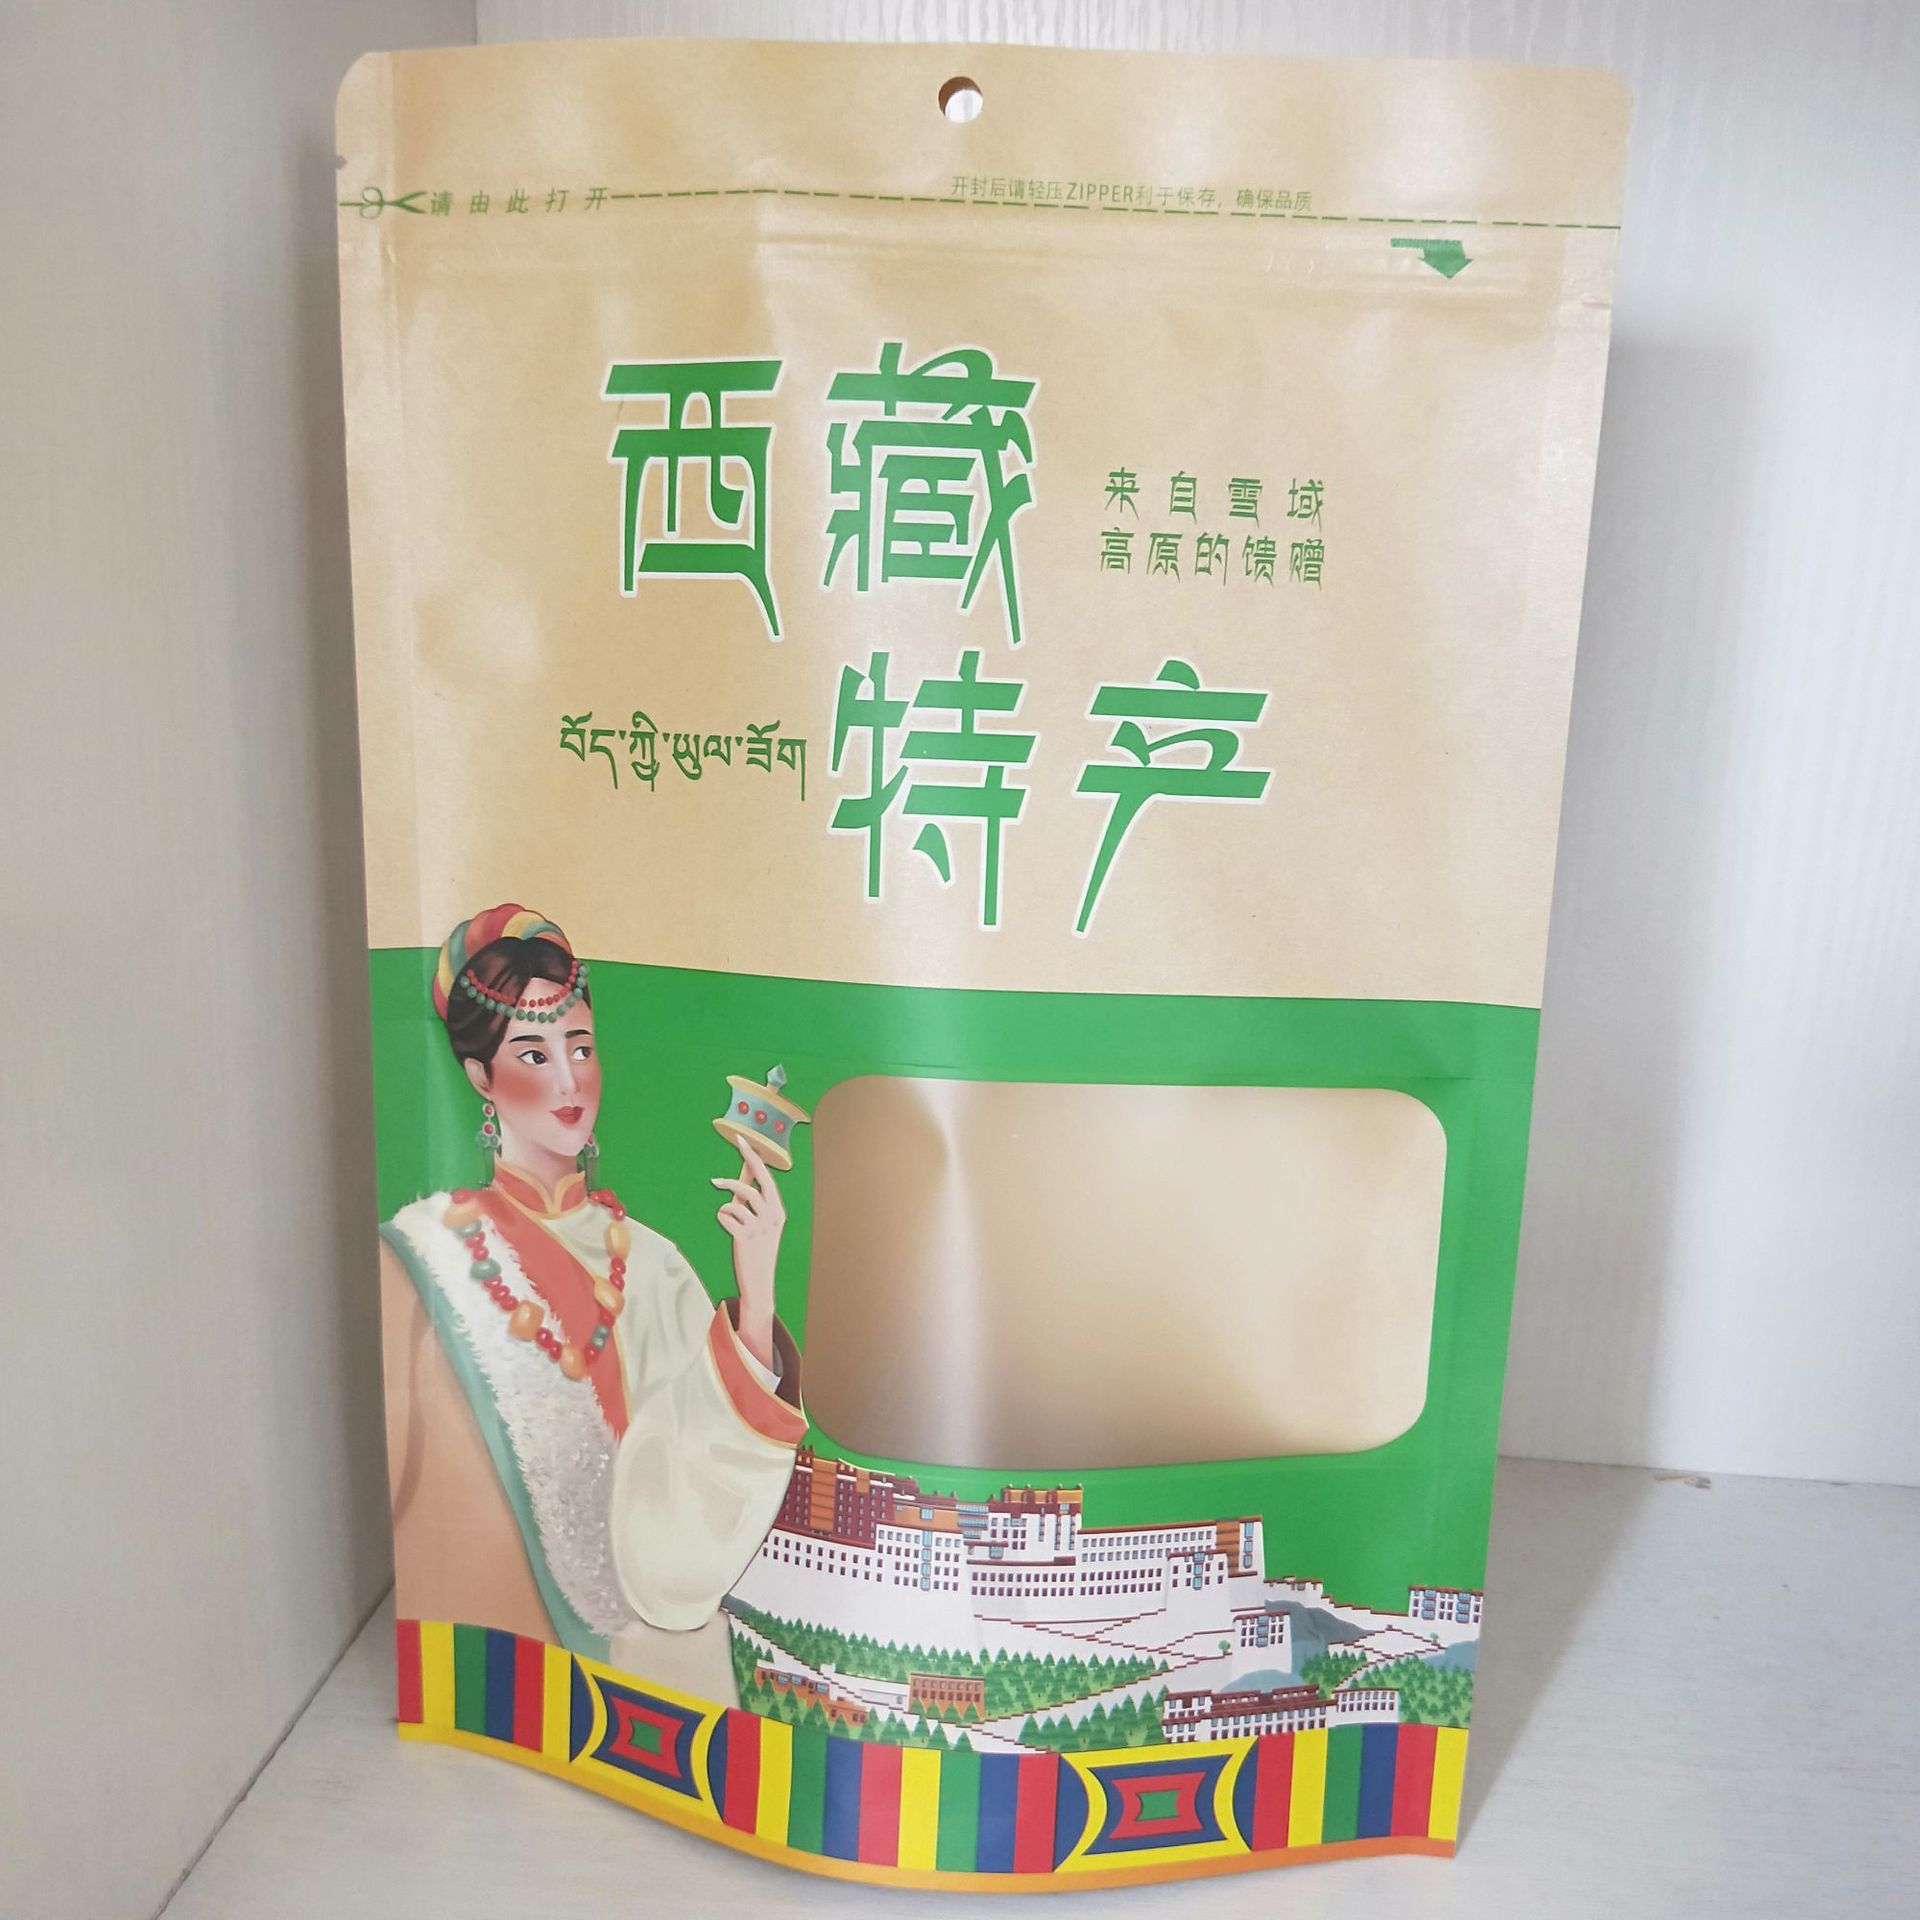 请由此打开
开封后请轻压ZIPPER利于保存，确保品质
西藏
来自雪域
高原的馈赠
བོད་ཀྱི་ཡུལ་ཟོག
特产